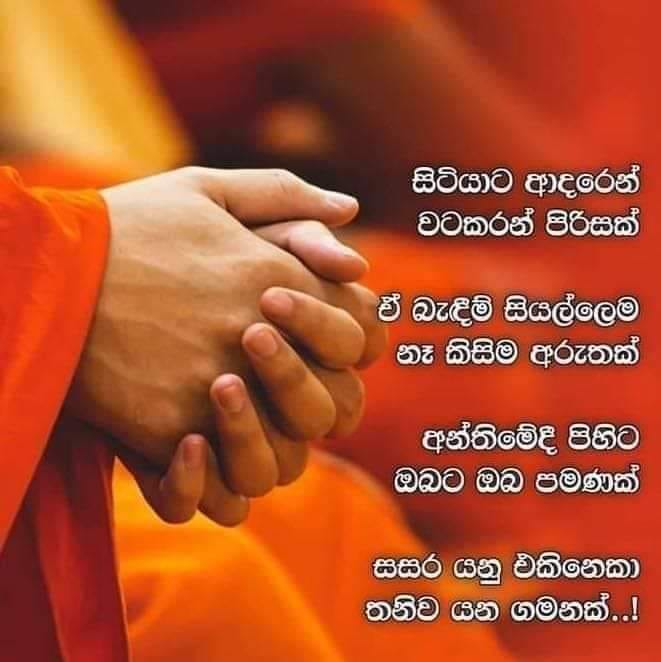 සිටියාට ආදරෙන්
වටකරන් පිරිසක්
ඒ බැඳීම් සියල්ලෙම
නෑ කිසිම අරුතක්
අන්තිමේදී පිහිට
ඔබට ඔබ පමණක්
සසර යනු එකිනෙකා
තනිව යන ගමනක්..!